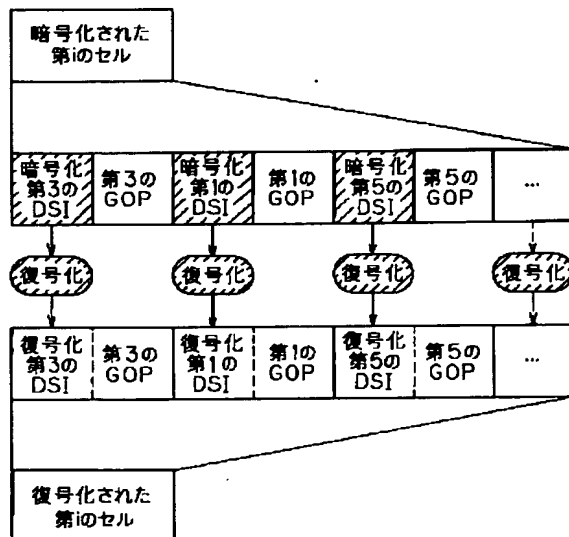 暗号化された
第iのセル
暗号化
第3の
DSI
第3の
GOP
暗号化
第1の
DSI
第1の
GOP
暗号化
第5の
DSI
第5の
GOP
…
復号化
復号化
復号化
復号化
復号化
第3の
DSI
第3の
GOP
復号化
第1の
DSI
第1の
GOP
復号化
第5の
DSI
第5の
GOP
…
復号化された
第iのセル